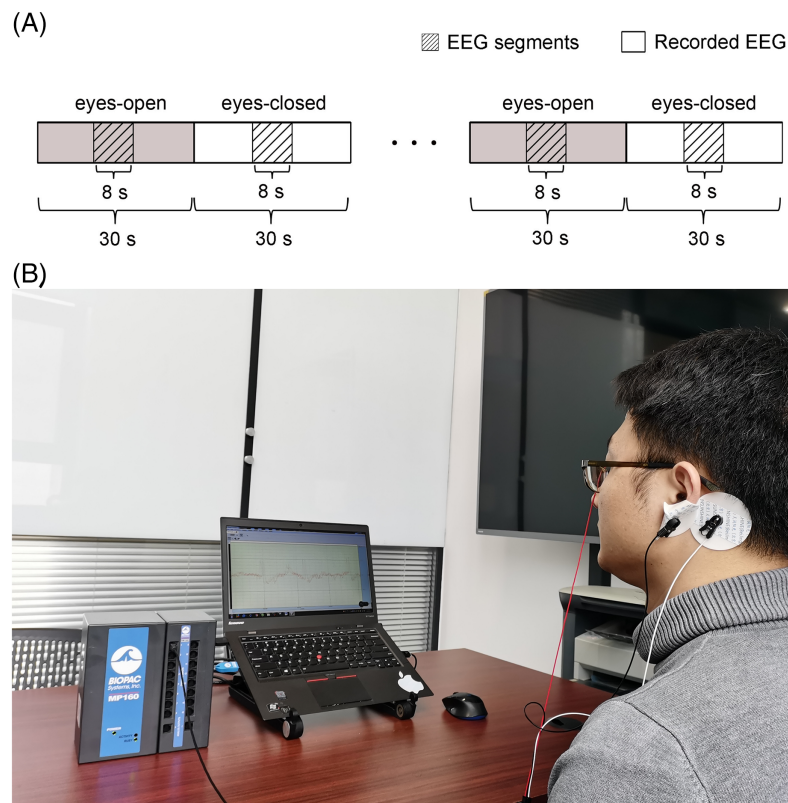 (A)
EEG segments
Recorded EEG
eyes-open
eyes-closed
• • •
eyes-open
eyes-closed
8 s
8 s
8 s
8 s
30 s
30 s
30 s
30 s
(B)
BIOPAC
Systems, Inc.
MP160